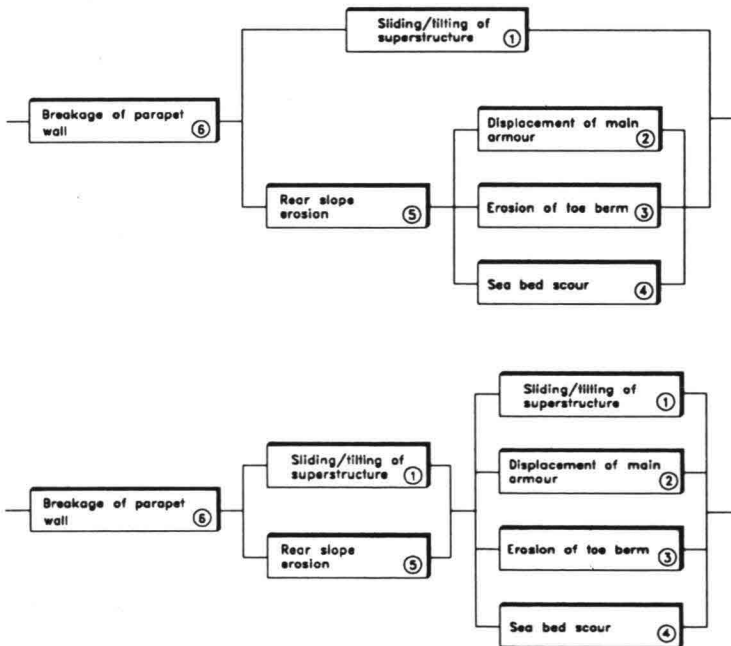 Sliding/tilting of
superstructure ①
Breakage of parapet
wall ⑥
Displacement of main
armour ②
Rear slope
erosion ⑤
Erosion of toe berm ③
Sea bed scour ④
Sliding/tilting of
superstructure ①
Sliding/tilting of
superstructure ①
Displacement of main
armour ②
Breakage of parapet
wall ⑥
Rear slope
erosion ⑤
Erosion of toe berm ③
Sea bed scour ④